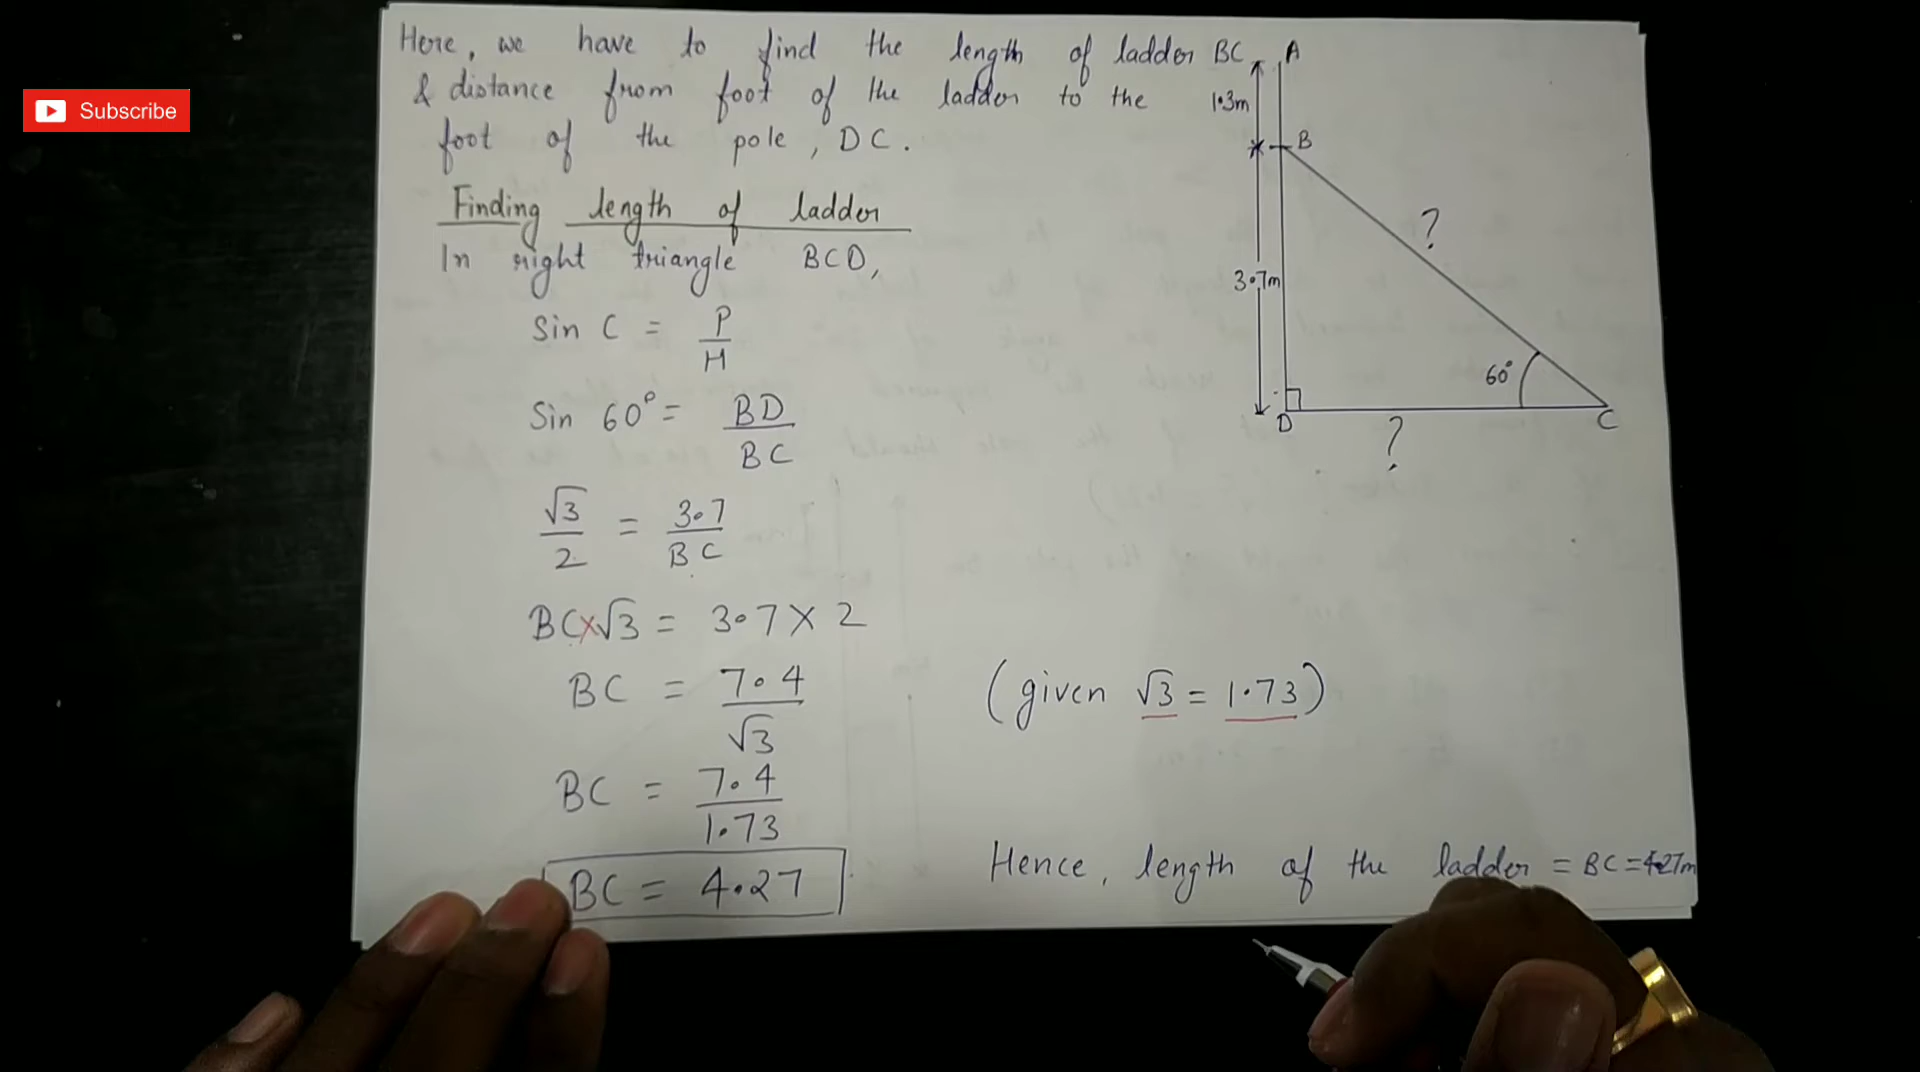 Subscribe
Here, we have to find the length of ladder BC
& distance from foot of the ladder to the
foot of the pole, DC.
Finding length of ladder
In right triangle BCD,
Sin C = P/H
Sin 60° = BD/BC
√3/2 = 3.7/BC
BC×√3 = 3.7 × 2
BC = 7.4/√3
(given √3 = 1.73)
BC = 7.4/1.73
BC = 4.27
Hence, length of the ladder = BC = 4.27m
A
1.3m
B
?
3.7m
60°
D
C
?